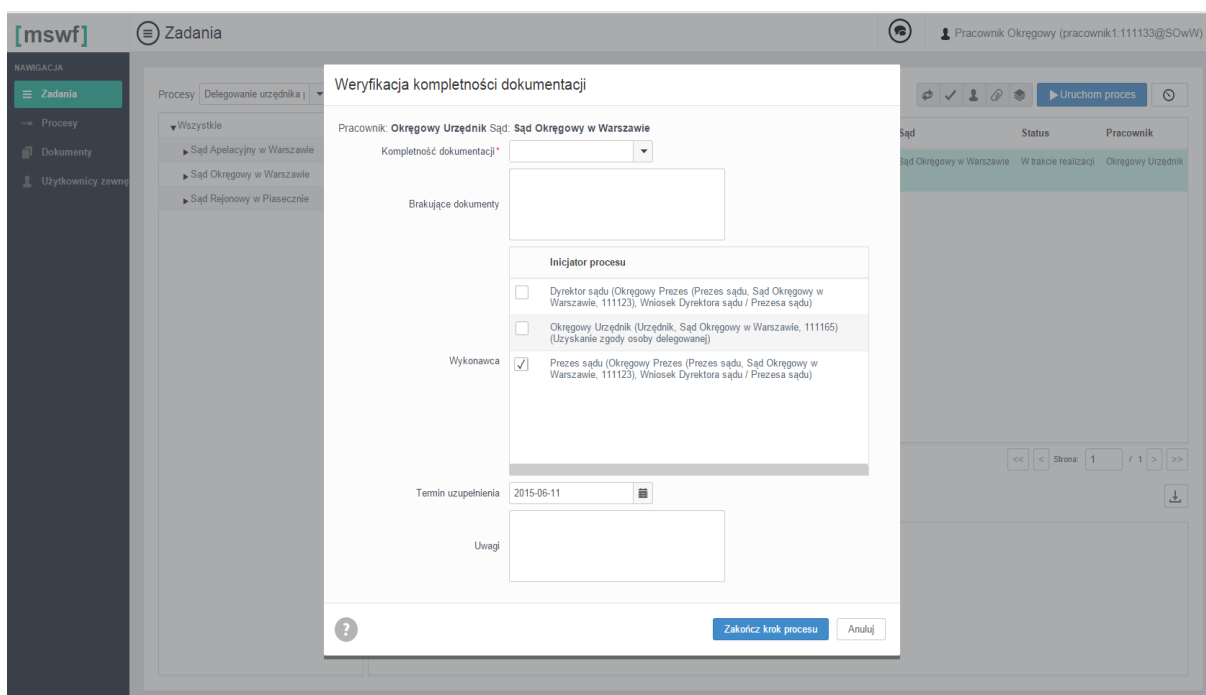 [mswf]
Zadania
Pracownik Okręgowy (pracownik1:111133@SOwW)
NAWIGACJA
Zadania
Procesy
Dokumenty
Użytkownicy zewnę
Procesy Delegowanie urzędnika
Wszystkie
Sąd Apelacyjny w Warszawie
Sąd Okręgowy w Warszawie
Sąd Rejonowy w Piasecznie
Uruchom proces
Sąd Status Pracownik
Sąd Okręgowy w Warszawie W trakcie realizacji Okręgowy Urzędnik
<< < Strona: 1 / 1 > >>
Weryfikacja kompletności dokumentacji
Pracownik: Okręgowy Urzędnik Sąd: Sąd Okręgowy w Warszawie
Kompletność dokumentacji*
Brakujące dokumenty
Wykonawca
Inicjator procesu
Dyrektor sądu (Okręgowy Prezes (Prezes sądu, Sąd Okręgowy w
Warszawie, 111123), Wniosek Dyrektora sądu / Prezesa sądu)
Okręgowy Urzędnik (Urzędnik, Sąd Okręgowy w Warszawie, 111165)
(Uzyskanie zgody osoby delegowanej)
Prezes sądu (Okręgowy Prezes (Prezes sądu, Sąd Okręgowy w
Warszawie, 111123), Wniosek Dyrektora sądu / Prezesa sądu)
Termin uzupełnienia 2015-06-11
Uwagi
?
Zakończ krok procesu
Anuluj